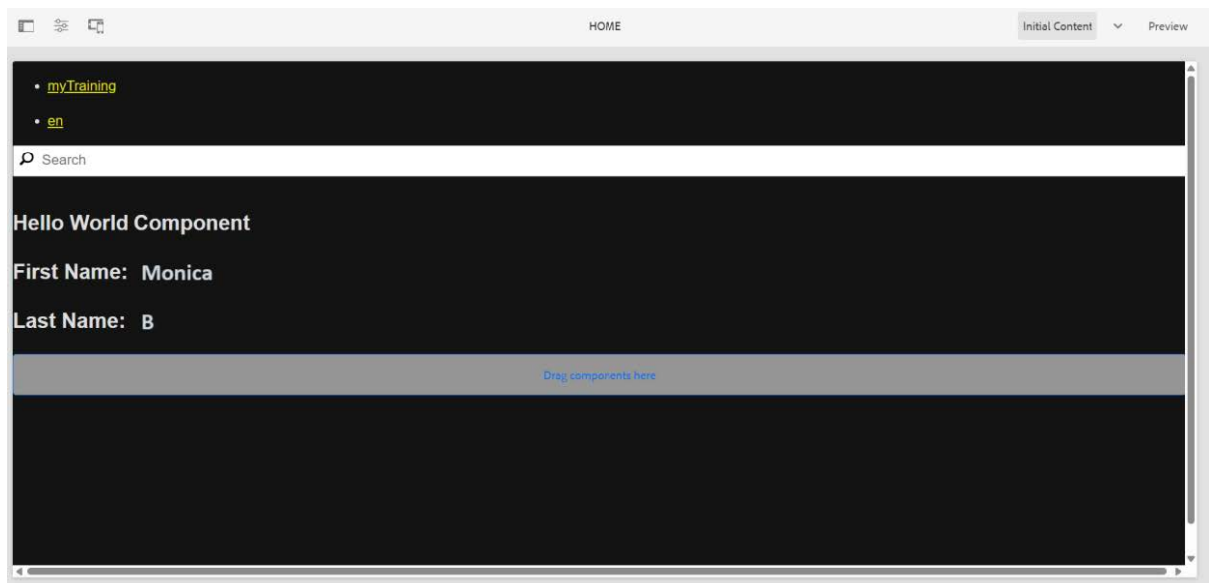 HOME Initial Content Preview
myTraining
en
Search
Hello World Component
First Name: Monica
Last Name: B
Drag components here